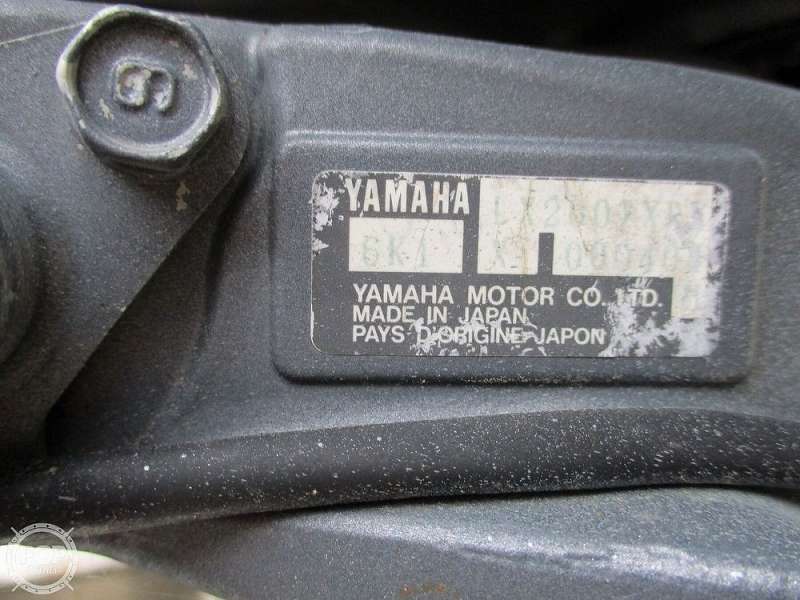 YAMAHA
6K1 X
YAMAHA MOTOR CO., LTD.
MADE IN JAPAN
PAYS D'ORIGINE JAPON